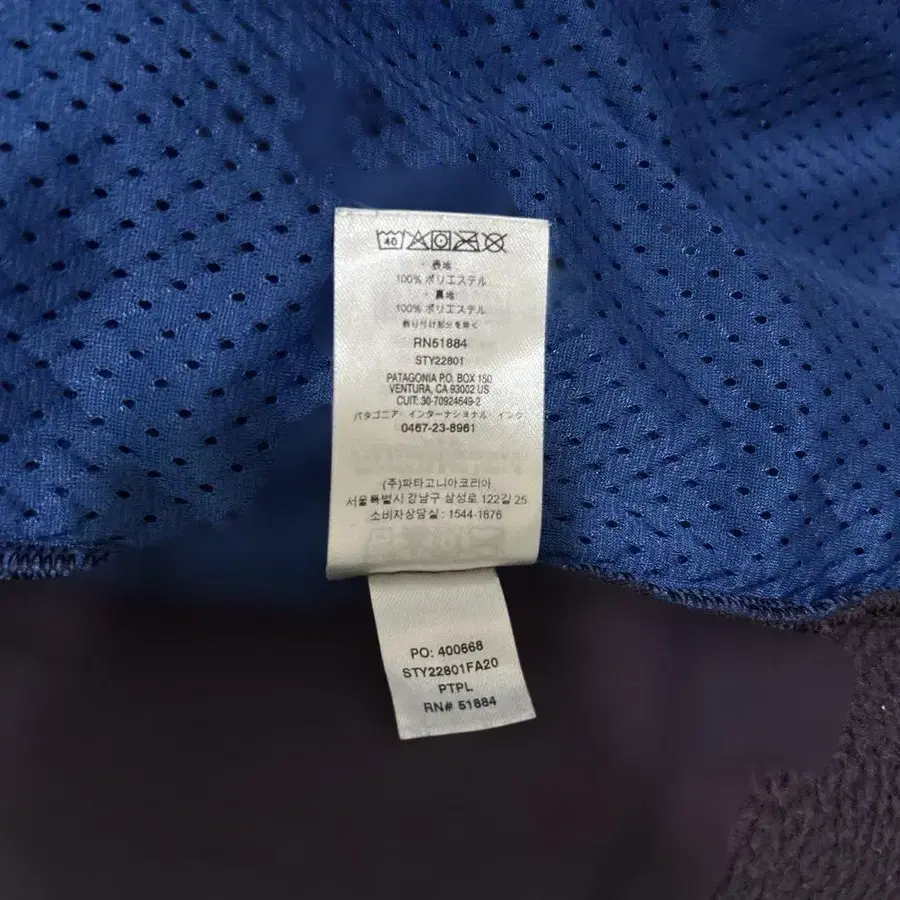 40
・表地
100% ポリエステル
・裏地
100% ポリエステル
飾り付け部分を除く
RN51884
STY22801
PATAGONIA P.O. BOX 150
VENTURA, CA 93002 US
CUIT: 30-70924649-2
パタゴニア・インターナショナル・インク
0467-23-8961
(주)파타고니아코리아
서울특별시 강남구 삼성로 122길 25
소비자상담실 : 1544-1876
PO: 400668
STY22801FA20
PTPL
RN# 51884